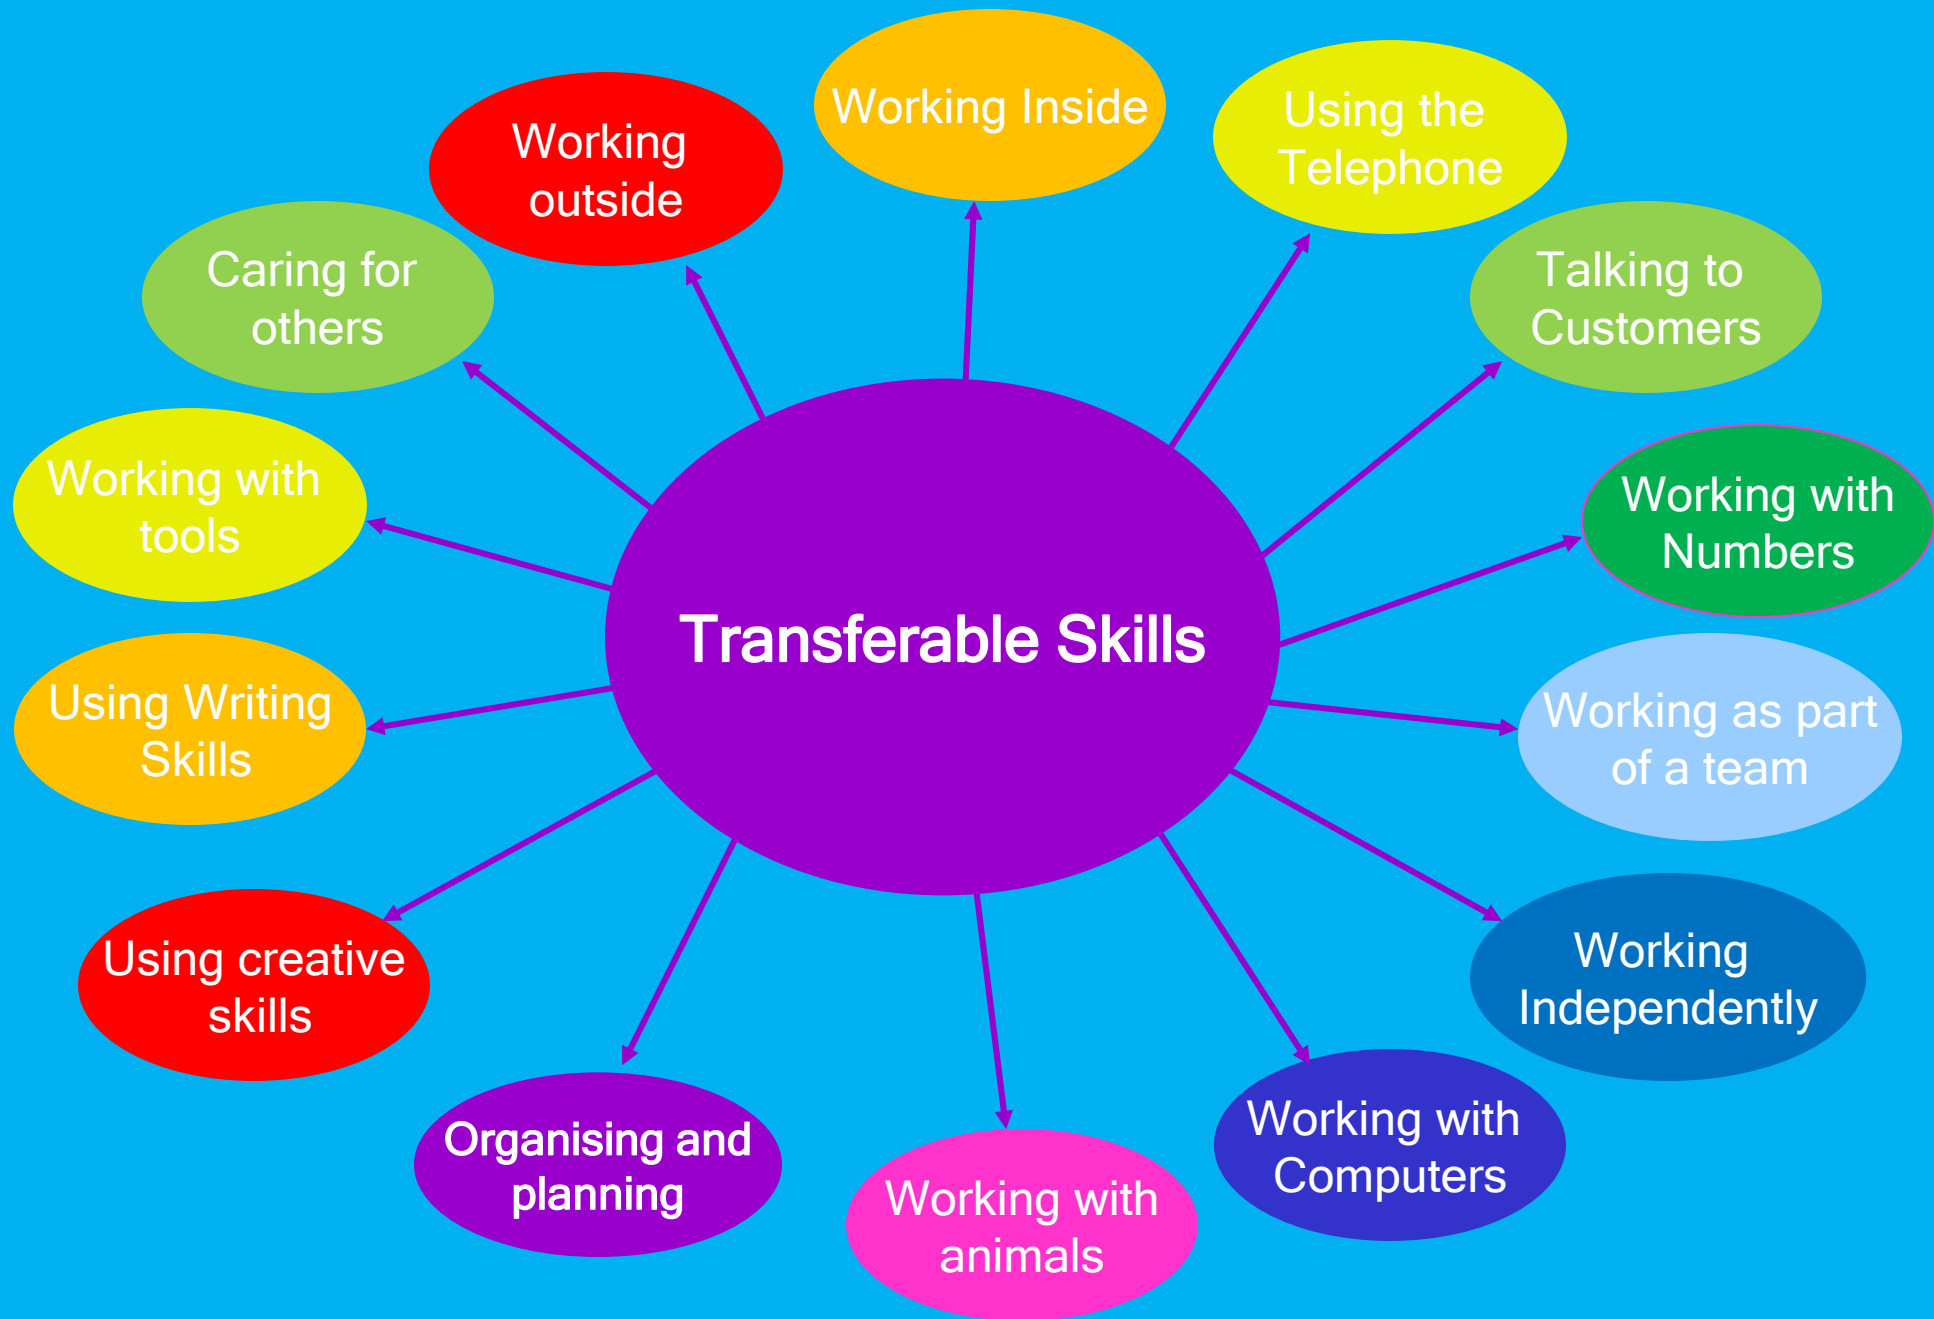 Working Inside
Using the
Telephone
Working
outside
Caring for
others
Talking to
Customers
Working with
tools
Working with
Numbers
Transferable Skills
Using Writing
Skills
Working as part
of a team
Using creative
skills
Working
Independently
Organising and
planning
Working with
Computers
Working with
animals